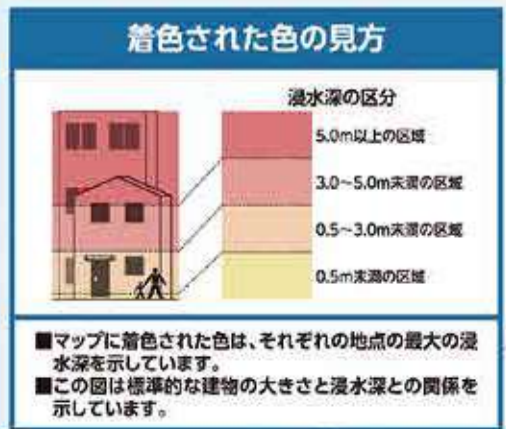 着色された色の見方
浸水深の区分
5.0m以上の区域
3.0～5.0m未満の区域
0.5～3.0m未満の区域
0.5m未満の区域
■マップに着色された色は、それぞれの地点の最大の浸
水深を示しています。
■この図は標準的な建物の大きさと浸水深との関係を
示しています。